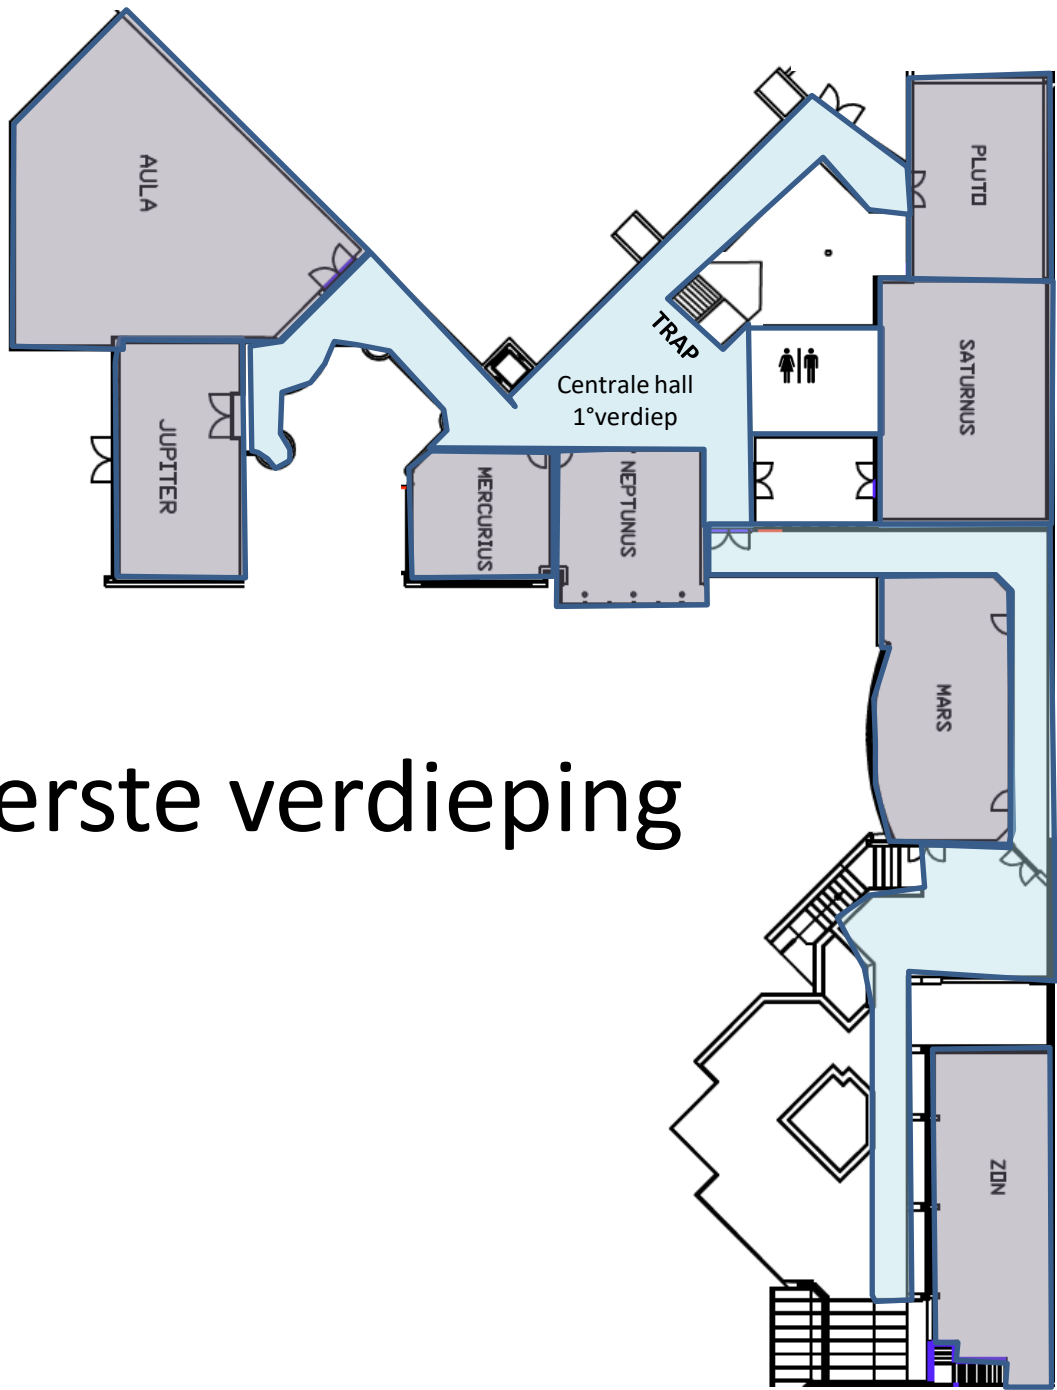 AULA
PLUTO
TRAP
SATURNUS
Centrale hall
1°verdiep
JUPITER
MERCURIUS
NEPTUNUS
MARS
erste verdieping
ZON